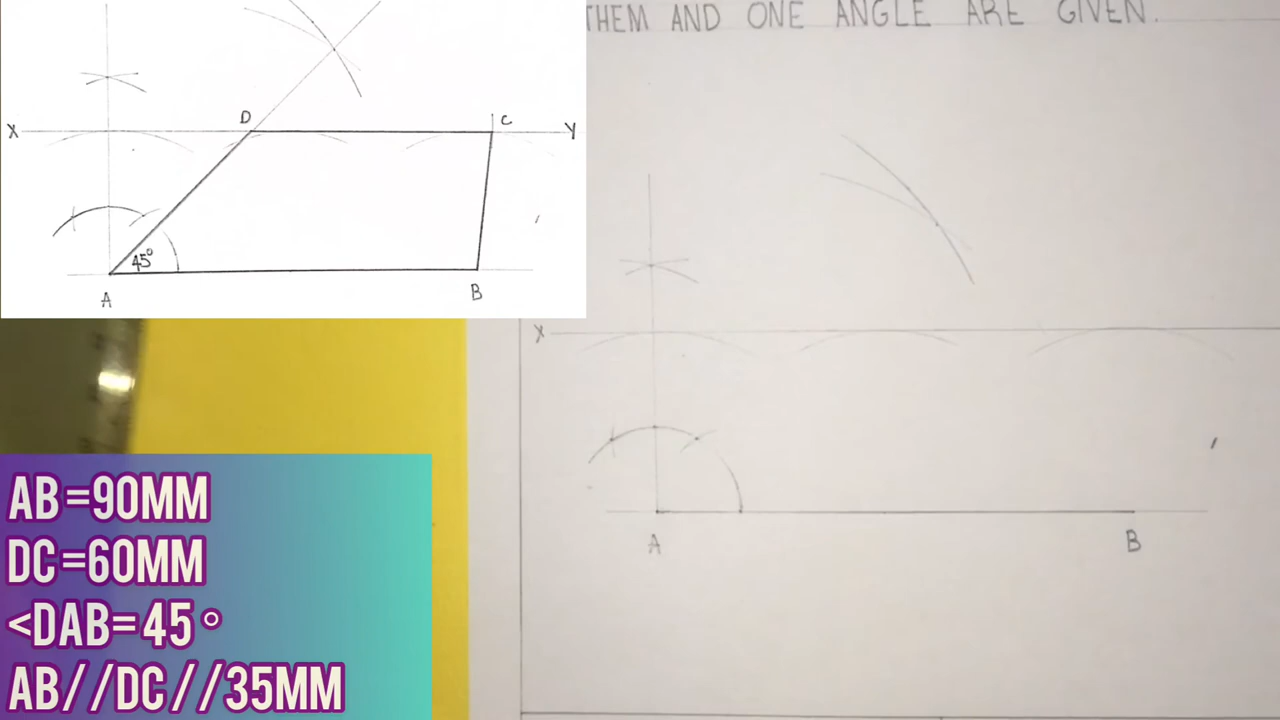 THEM AND ONE ANGLE ARE GIVEN.
D
C
X
Y
45°
A
B
X
A
B
AB=90MM
DC=60MM
<DAB=45°
AB//DC//35MM